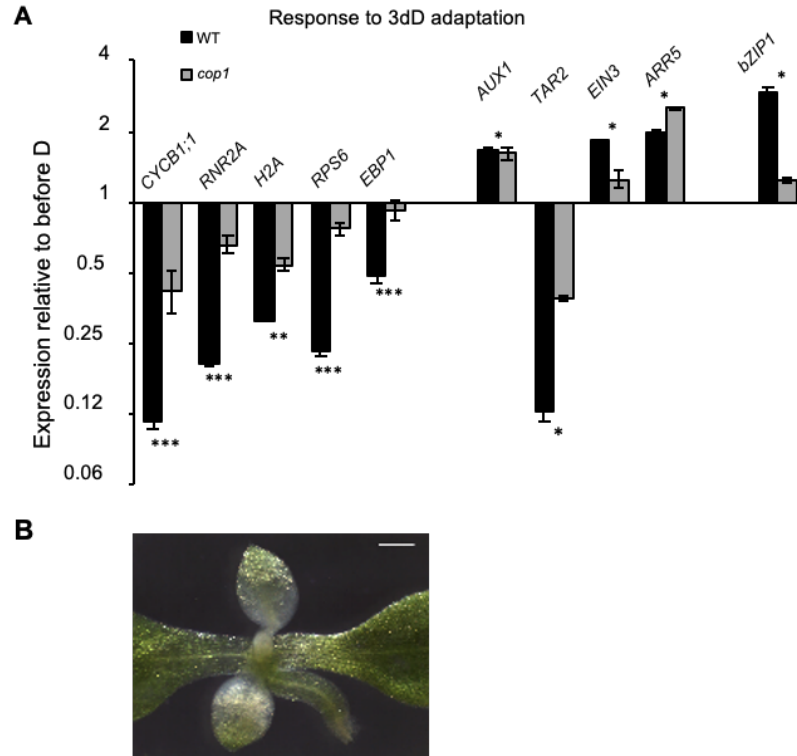 A
Response to 3dD adaptation
WT
cop1
Expression relative to before D
4
2
1
0.5
0.25
0.12
0.06
CYCB1;1
RNR2A
H2A
RPS6
EBP1
AUX1
TAR2
EIN3
ARR5
bZIP1
***
***
**
***
***
*
*
*
*
*
B